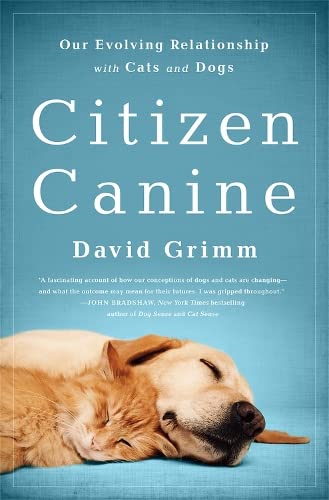 Our Evolving Relationship
with Cats and Dogs
Citizen
Canine
David Grimm
"A fascinating account of how our conceptions of dogs and cats are changing—
and what the outcome may mean for their futures. I was gripped throughout."
—JOHN BRADSHAW, New York Times bestselling
author of Dog Sense and Cat Sense